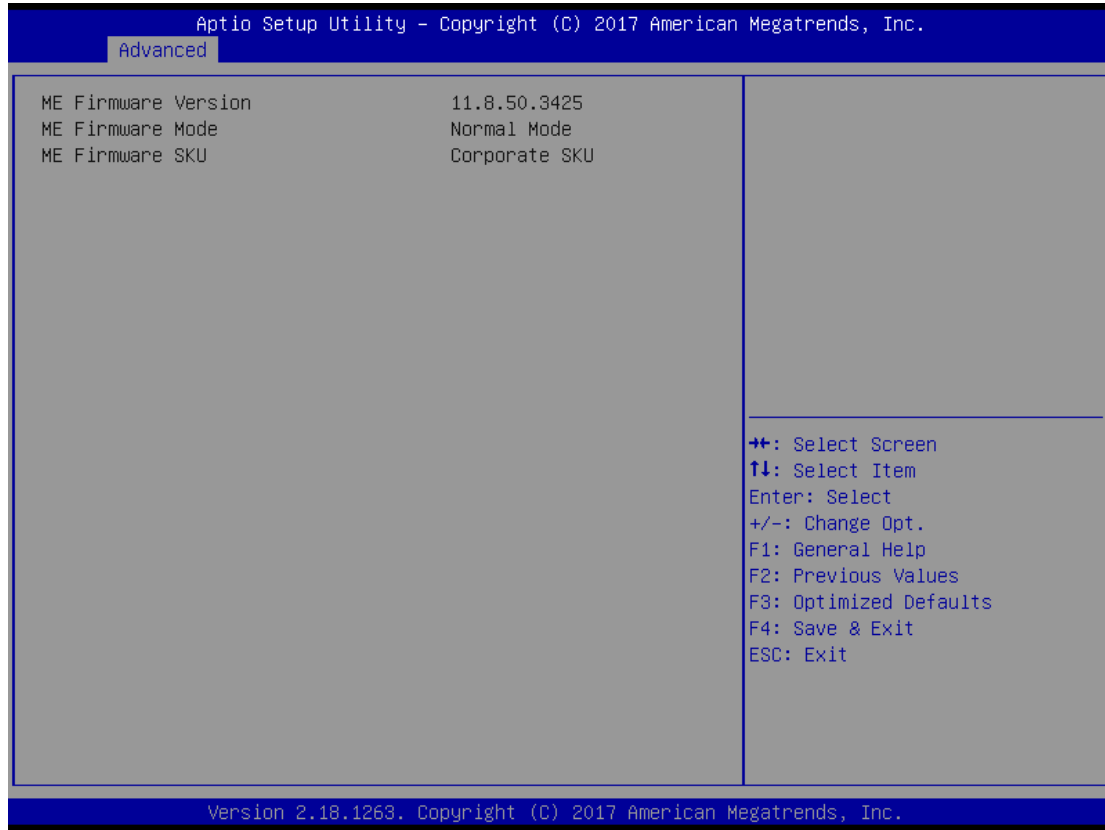 Aptio Setup Utility – Copyright (C) 2017 American Megatrends, Inc.
Advanced
ME Firmware Version 11.8.50.3425
ME Firmware Mode Normal Mode
ME Firmware SKU Corporate SKU
→←: Select Screen
↑↓: Select Item
Enter: Select
+/-: Change Opt.
F1: General Help
F2: Previous Values
F3: Optimized Defaults
F4: Save & Exit
ESC: Exit
Version 2.18.1263. Copyright (C) 2017 American Megatrends, Inc.